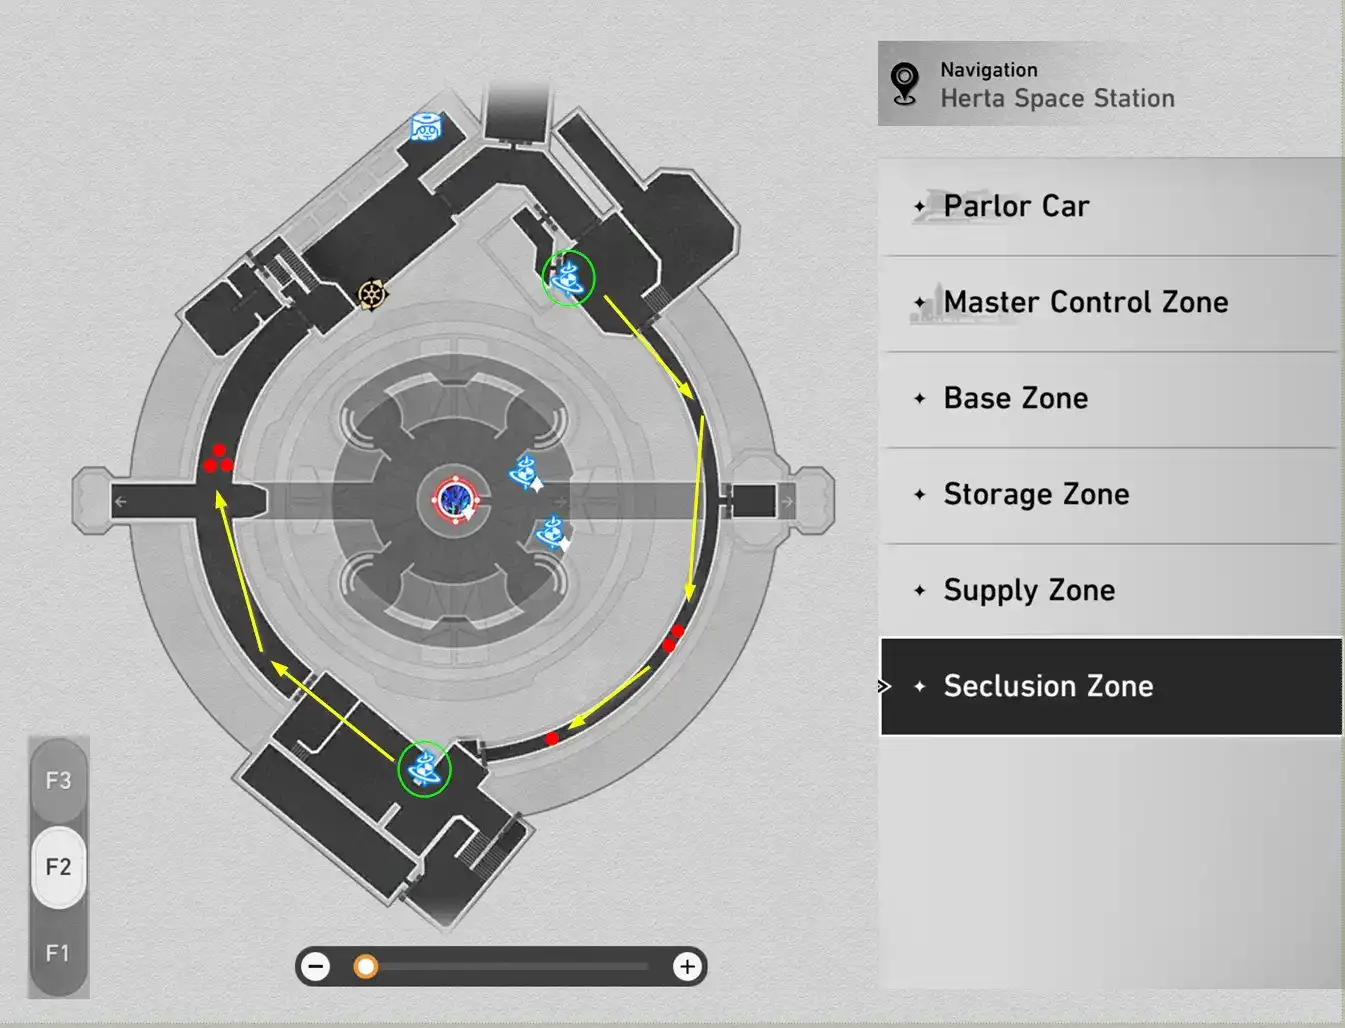 Navigation
Herta Space Station
Parlor Car
Master Control Zone
Base Zone
Storage Zone
Supply Zone
Seclusion Zone
F3
F2
F1